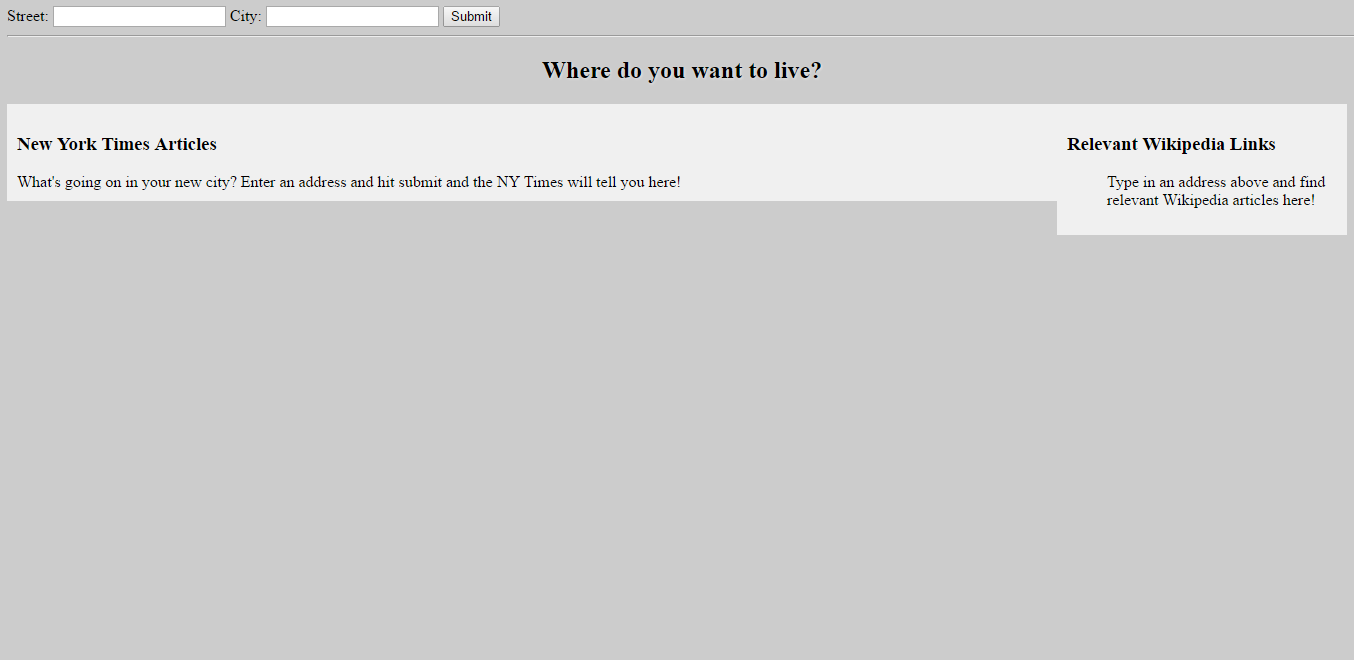 Street: City: Submit
Where do you want to live?
New York Times Articles
What's going on in your new city? Enter an address and hit submit and the NY Times will tell you here!
Relevant Wikipedia Links
Type in an address above and find
relevant Wikipedia articles here!